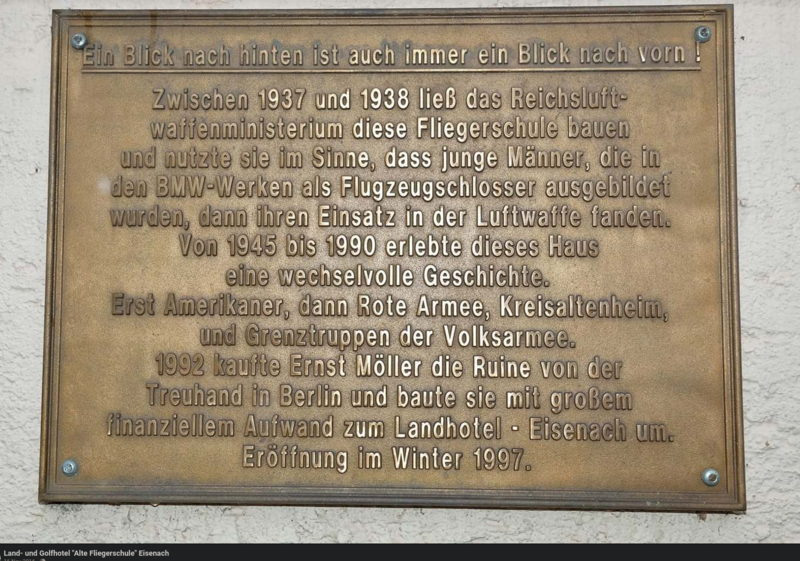 Ein Blick nach hinten ist auch immer ein Blick nach vorn !
Zwischen 1937 und 1938 ließ das Reichsluft-
waffenministerium diese Fliegerschule bauen
und nutzte sie im Sinne, dass junge Männer, die in
den BMW-Werken als Flugzeugschlosser ausgebildet
wurden, dann ihren Einsatz in der Luftwaffe fanden.
Von 1945 bis 1990 erlebte dieses Haus
eine wechselvolle Geschichte.
Erst Amerikaner, dann Rote Armee, Kreisaltenheim,
und Grenztruppen der Volksarmee.
1992 kaufte Ernst Möller die Ruine von der
Treuhand in Berlin und baute sie mit großem
finanziellem Aufwand zum Landhotel - Eisenach um.
Eröffnung im Winter 1997.
Land- und Golfhotel "Alte Fliegerschule" Eisenach